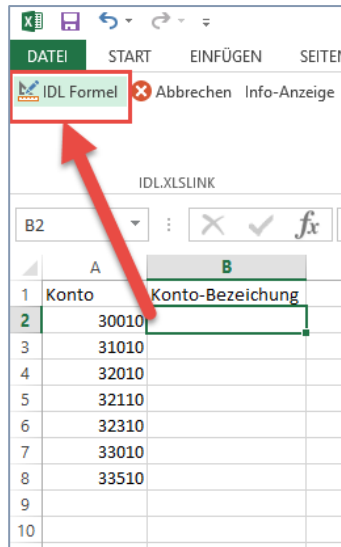 DATEI START EINFÜGEN SEITEN
IDL Formel Abbrechen Info-Anzeige
IDL.XLSLINK
B2 fx
A B
1 Konto Konto-Bezeichung
2 30010
3 31010
4 32010
5 32110
6 32310
7 33010
8 33510
9
10